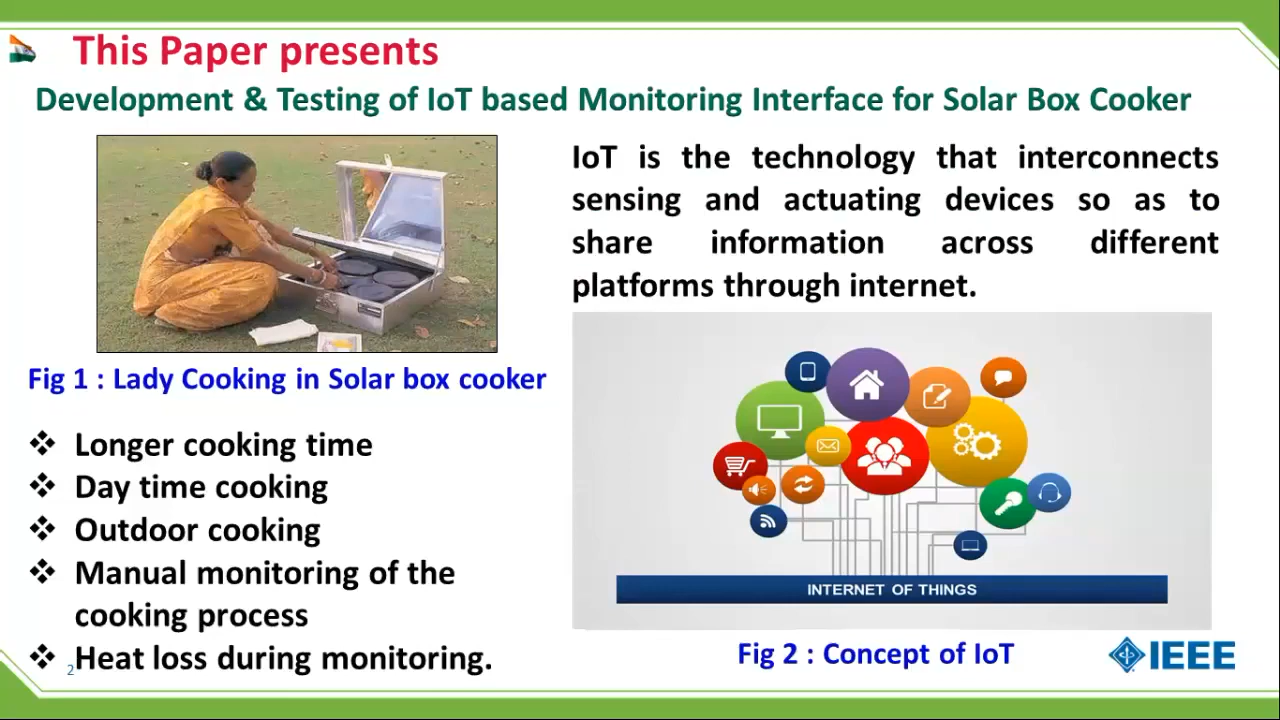 This Paper presents
Development & Testing of IoT based Monitoring Interface for Solar Box Cooker
Fig 1 : Lady Cooking in Solar box cooker
❖ Longer cooking time
❖ Day time cooking
❖ Outdoor cooking
❖ Manual monitoring of the
cooking process
❖ Heat loss during monitoring.
2
IoT is the technology that interconnects
sensing and actuating devices so as to
share information across different
platforms through internet.
INTERNET OF THINGS
Fig 2 : Concept of IoT
IEEE